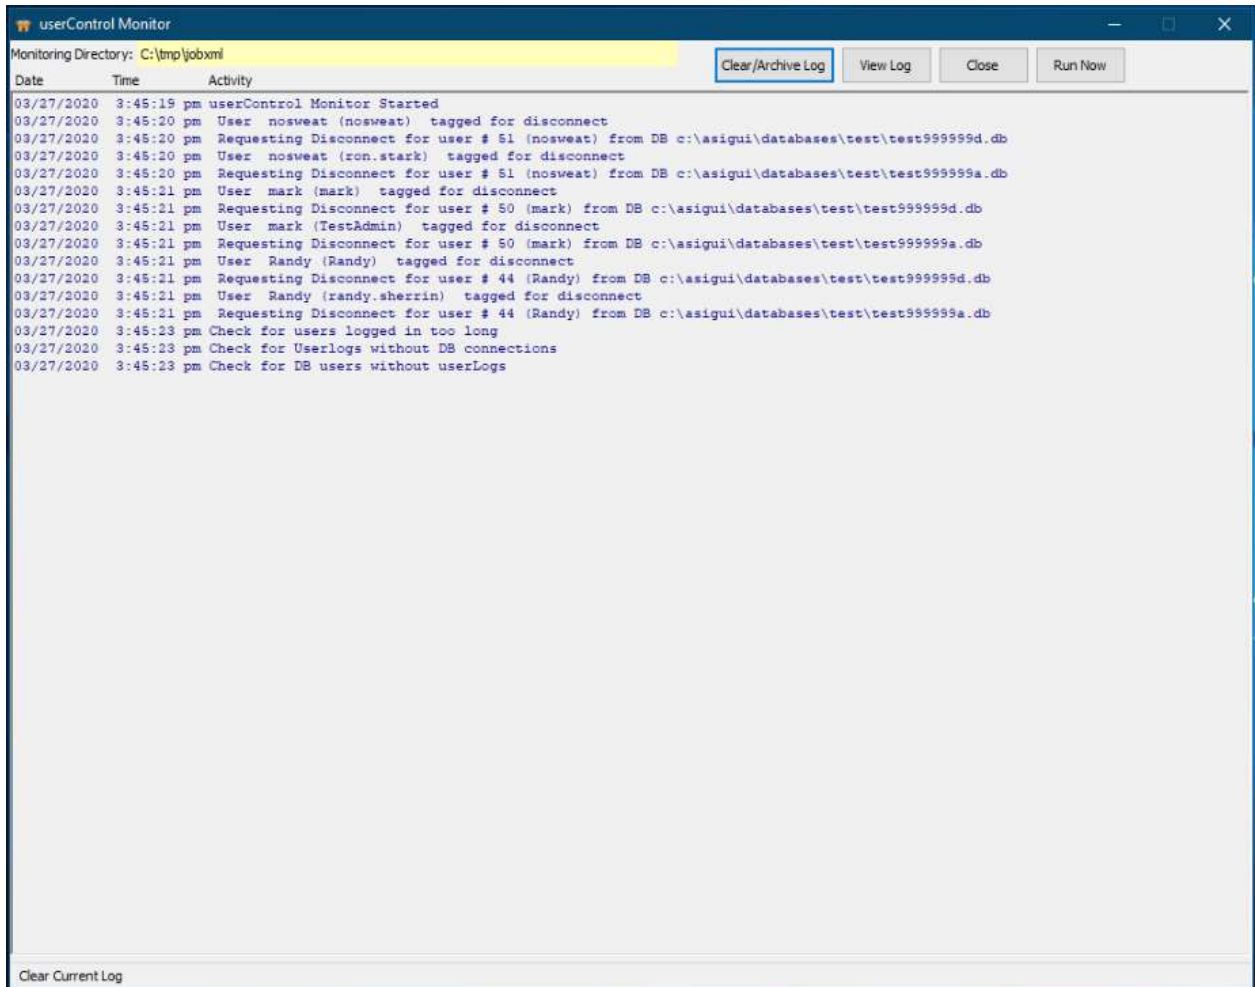 userControl Monitor
Monitoring Directory: C:\tmp\jobxml
Clear/Archive Log View Log Close Run Now
Date Time Activity
03/27/2020 3:45:19 pm userControl Monitor Started
03/27/2020 3:45:20 pm User nosweat (nosweat) tagged for disconnect
03/27/2020 3:45:20 pm Requesting Disconnect for user # 51 (nosweat) from DB c:\asigui\databases\test\test999999d.db
03/27/2020 3:45:20 pm User nosweat (ron.stark) tagged for disconnect
03/27/2020 3:45:20 pm Requesting Disconnect for user # 51 (nosweat) from DB c:\asigui\databases\test\test999999a.db
03/27/2020 3:45:21 pm User mark (mark) tagged for disconnect
03/27/2020 3:45:21 pm Requesting Disconnect for user # 50 (mark) from DB c:\asigui\databases\test\test999999d.db
03/27/2020 3:45:21 pm User mark (TestAdmin) tagged for disconnect
03/27/2020 3:45:21 pm Requesting Disconnect for user # 50 (mark) from DB c:\asigui\databases\test\test999999a.db
03/27/2020 3:45:21 pm User Randy (Randy) tagged for disconnect
03/27/2020 3:45:21 pm Requesting Disconnect for user # 44 (Randy) from DB c:\asigui\databases\test\test999999d.db
03/27/2020 3:45:21 pm User Randy (randy.sherrin) tagged for disconnect
03/27/2020 3:45:21 pm Requesting Disconnect for user # 44 (Randy) from DB c:\asigui\databases\test\test999999a.db
03/27/2020 3:45:23 pm Check for users logged in too long
03/27/2020 3:45:23 pm Check for Userlogs without DB connections
03/27/2020 3:45:23 pm Check for DB users without userLogs
Clear Current Log